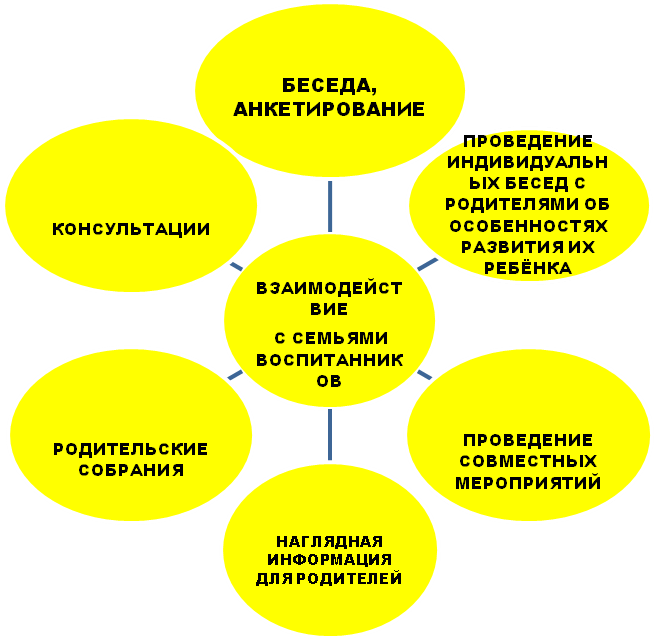 БЕСЕДА,
АНКЕТИРОВАНИЕ
ПРОВЕДЕНИЕ
ИНДИВИДУАЛЬН
ЫХ БЕСЕД С
РОДИТЕЛЯМИ ОБ
ОСОБЕННОСТЯХ
РАЗВИТИЯ ИХ
РЕБЁНКА
КОНСУЛЬТАЦИИ
ВЗАИМОДЕЙСТ
ВИЕ
С СЕМЬЯМИ
ВОСПИТАННИК
ОВ
РОДИТЕЛЬСКИЕ
СОБРАНИЯ
ПРОВЕДЕНИЕ
СОВМЕСТНЫХ
МЕРОПРИЯТИЙ
НАГЛЯДНАЯ
ИНФОРМАЦИЯ
ДЛЯ РОДИТЕЛЕЙ